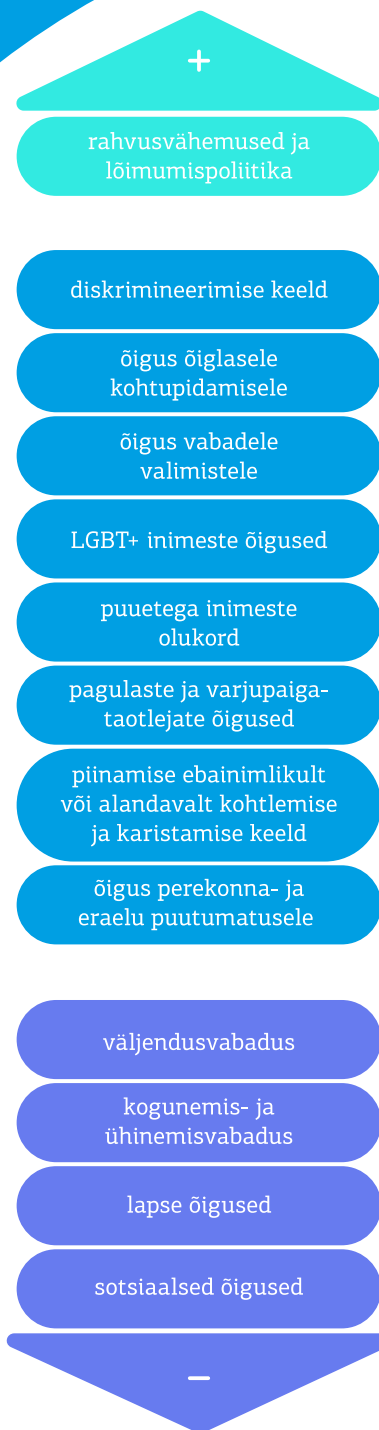 +
rahvusvähemused ja
lõimumispoliitika
diskrimineerimise keeld
õigus õiglasele
kohtupidamisele
õigus vabadele
valimistele
LGBT+ inimeste õigused
puuetega inimeste
olukord
pagulaste ja varjupaiga-
taotlejate õigused
piinamise ebainimlikult
või alandavalt kohtlemise
ja karistamise keeld
õigus perekonna- ja
eraelu puutumatusele
väljendusvabadus
kogunemis- ja
ühinemisvabadus
lapse õigused
sotsiaalsed õigused
–